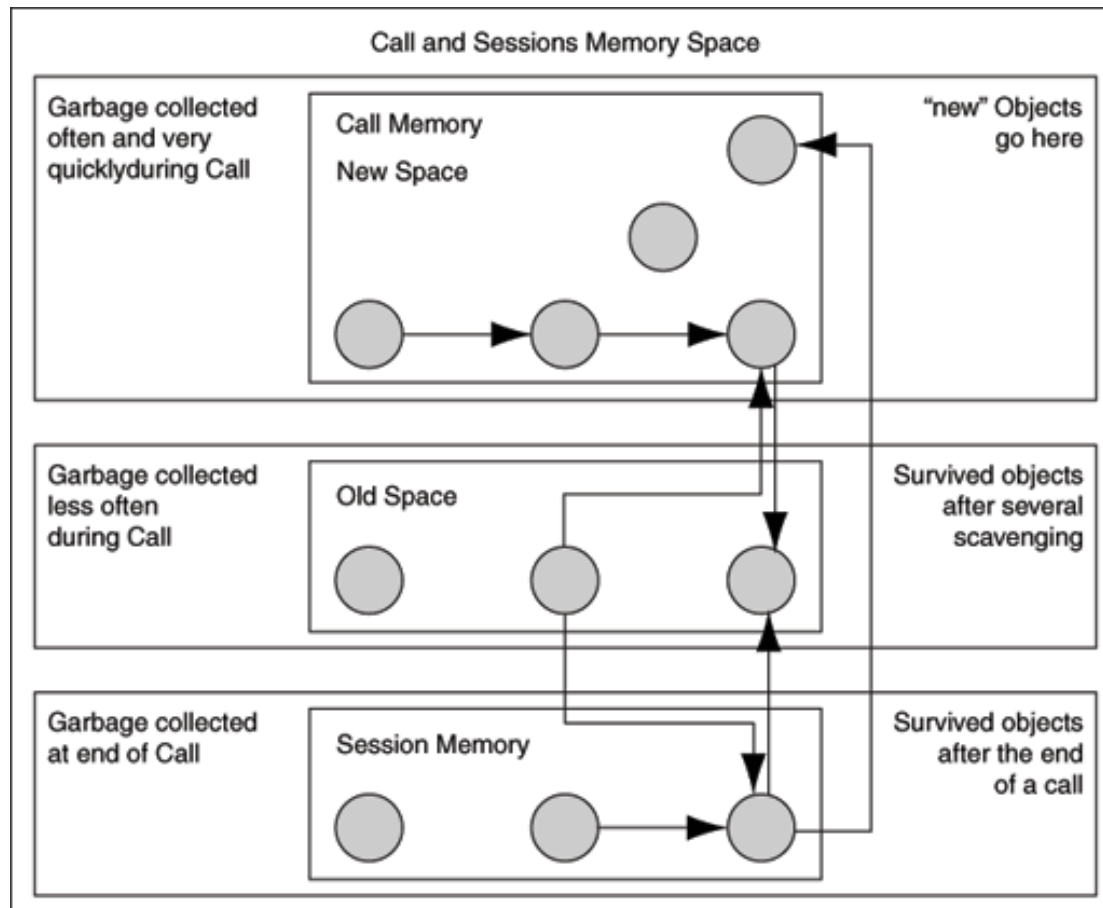 Call and Sessions Memory Space
Garbage collected
often and very
quicklyduring Call
Call Memory
New Space
“new” Objects
go here
Garbage collected
less often
during Call
Old Space
Survived objects
after several
scavenging
Garbage collected
at end of Call
Session Memory
Survived objects
after the end
of a call